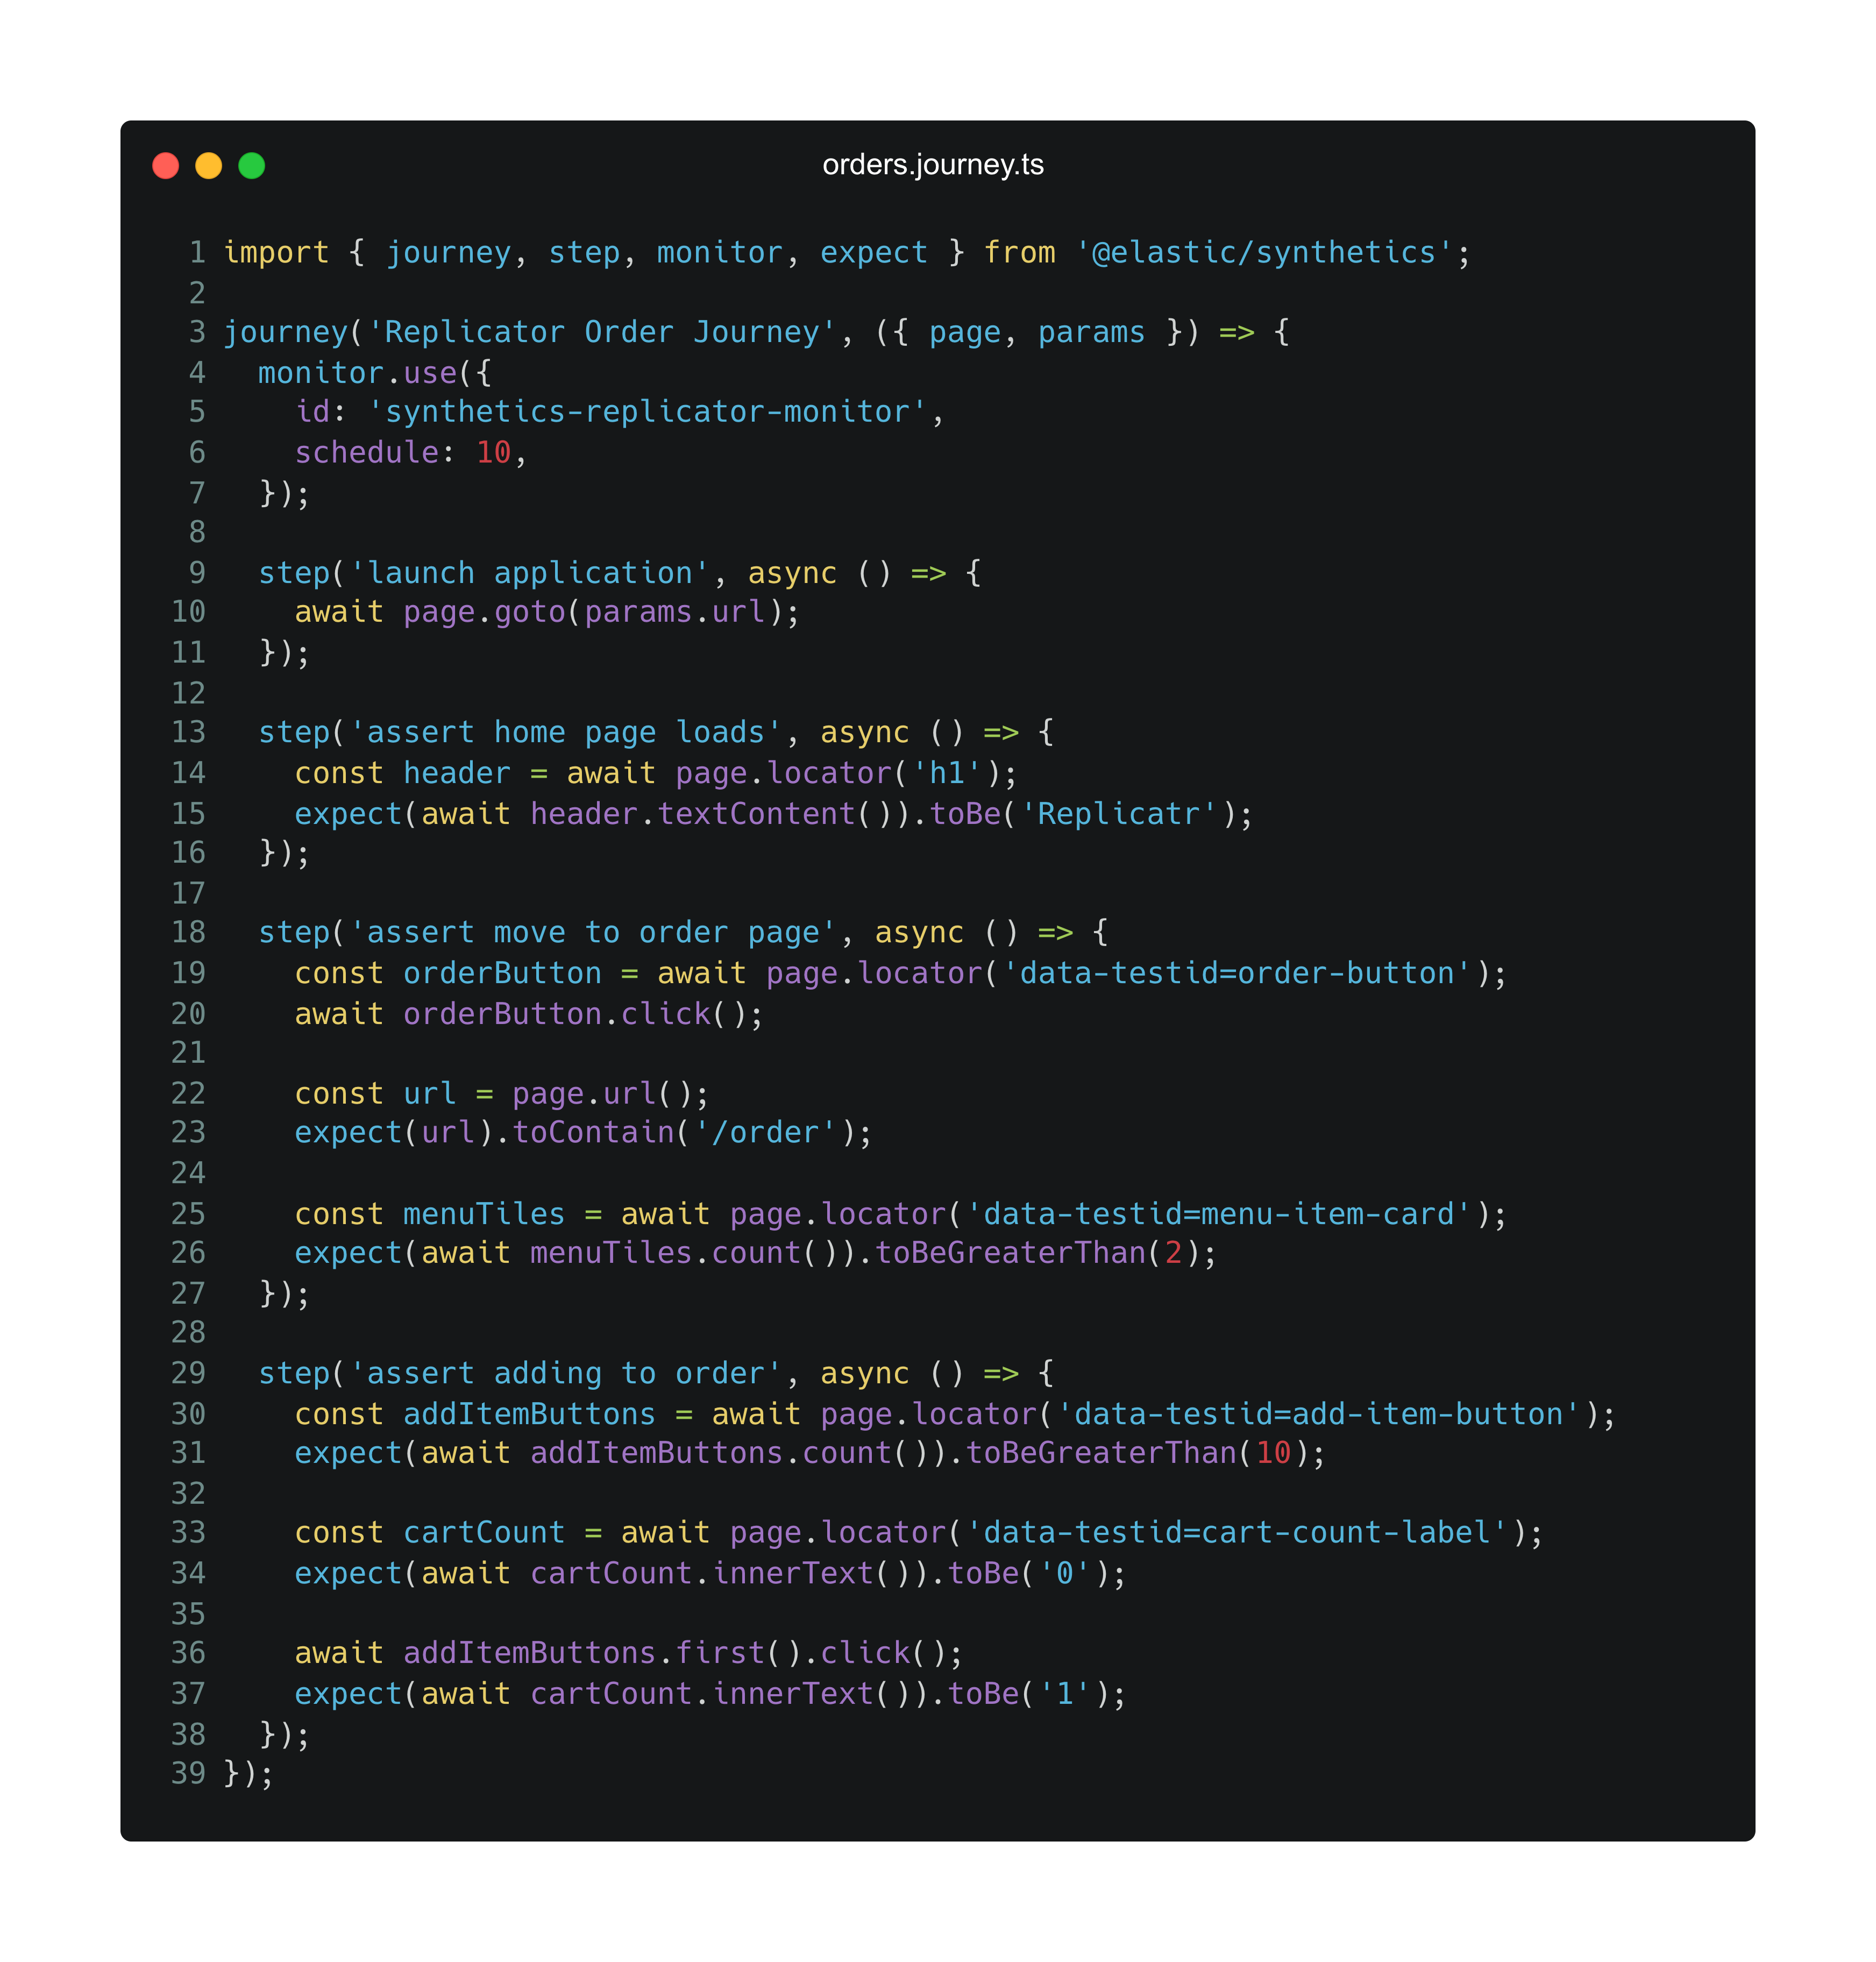 orders.journey.ts
1 import { journey, step, monitor, expect } from '@elastic/synthetics';
2
3 journey('Replicator Order Journey', ({ page, params }) => {
4   monitor.use({
5     id: 'synthetics-replicator-monitor',
6     schedule: 10,
7   });
8
9   step('launch application', async () => {
10     await page.goto(params.url);
11   });
12
13   step('assert home page loads', async () => {
14     const header = await page.locator('h1');
15     expect(await header.textContent()).toBe('Replicatr');
16   });
17
18   step('assert move to order page', async () => {
19     const orderButton = await page.locator('data-testid=order-button');
20     await orderButton.click();
21
22     const url = page.url();
23     expect(url).toContain('/order');
24
25     const menuTiles = await page.locator('data-testid=menu-item-card');
26     expect(await menuTiles.count()).toBeGreaterThan(2);
27   });
28
29   step('assert adding to order', async () => {
30     const addItemButtons = await page.locator('data-testid=add-item-button');
31     expect(await addItemButtons.count()).toBeGreaterThan(10);
32
33     const cartCount = await page.locator('data-testid=cart-count-label');
34     expect(await cartCount.innerText()).toBe('0');
35
36     await addItemButtons.first().click();
37     expect(await cartCount.innerText()).toBe('1');
38   });
39 });